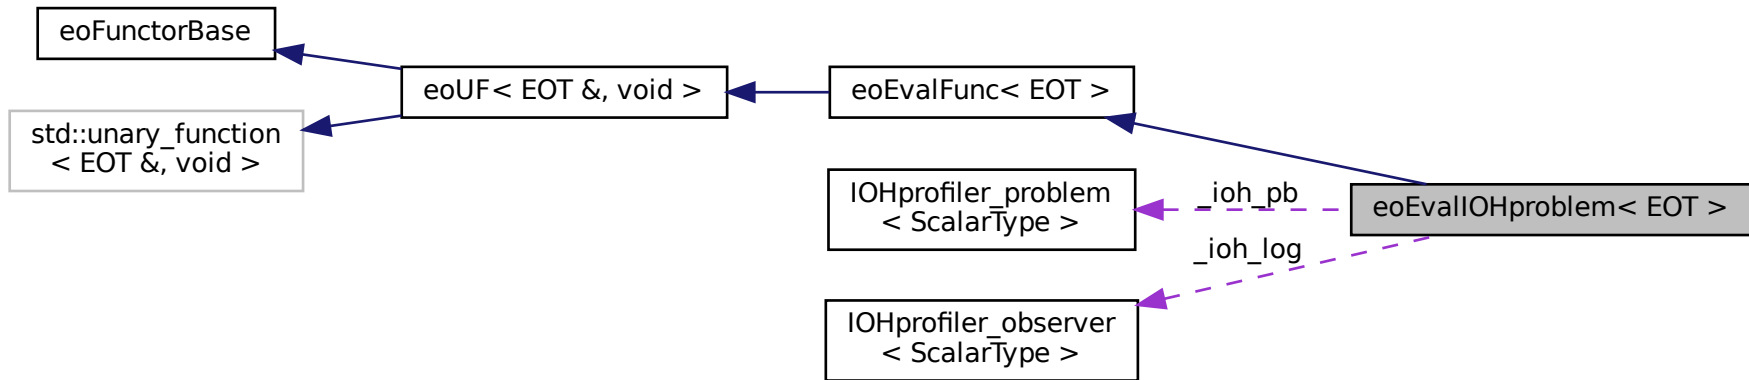 eoFunctorBase
std::unary_function
< EOT &, void >
eoUF< EOT &, void >
eoEvalFunc< EOT >
IOHprofiler_problem
< ScalarType >
_ioh_pb
eoEvalIOHproblem< EOT >
_ioh_log
IOHprofiler_observer
< ScalarType >